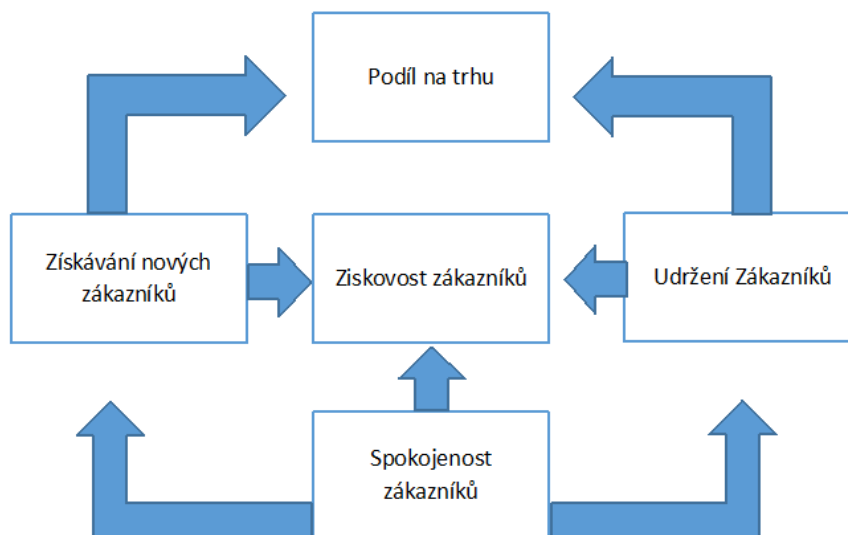 Podíl na trhu
Získávání nových
zákazníků
Ziskovost zákazníků
Udržení Zákazníků
Spokojenost
zákazníků